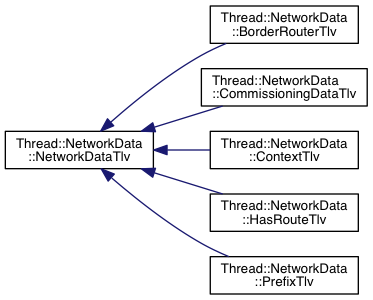 Thread::NetworkData
::BorderRouterTlv
Thread::NetworkData
::CommissioningDataTlv
Thread::NetworkData
::NetworkDataTlv
Thread::NetworkData
::ContextTlv
Thread::NetworkData
::HasRouteTlv
Thread::NetworkData
::PrefixTlv